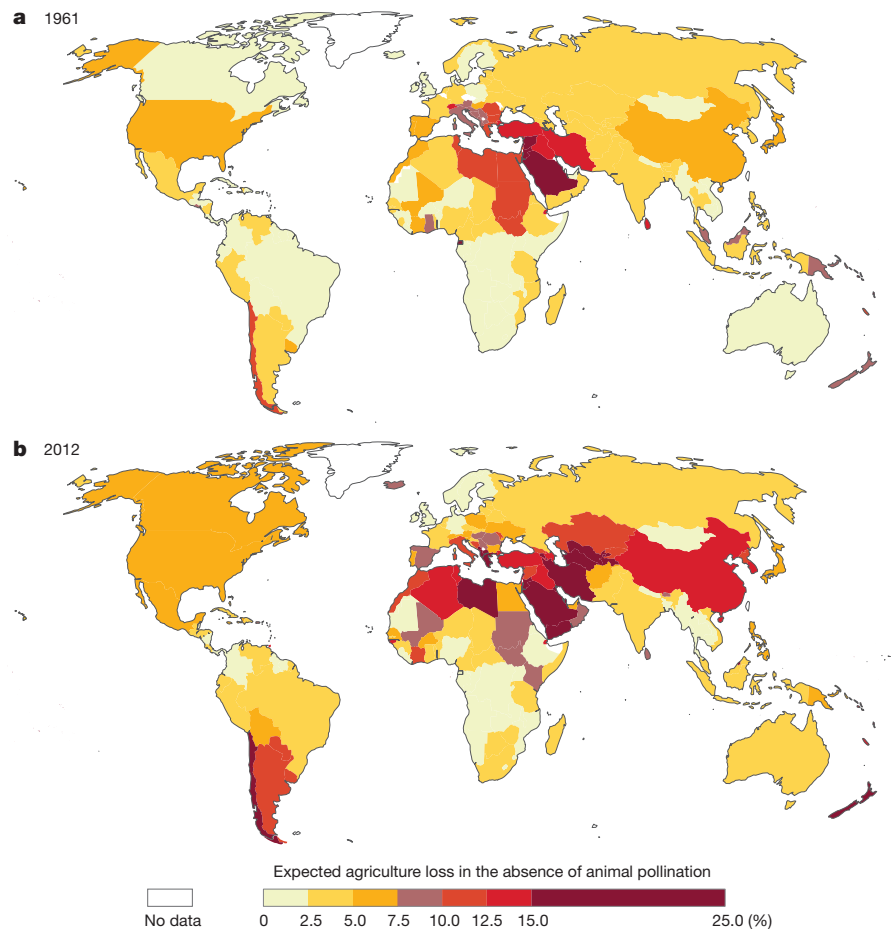 a 1961
b 2012
Expected agriculture loss in the absence of animal pollination
No data
0 2.5 5.0 7.5 10.0 12.5 15.0 25.0 (%)